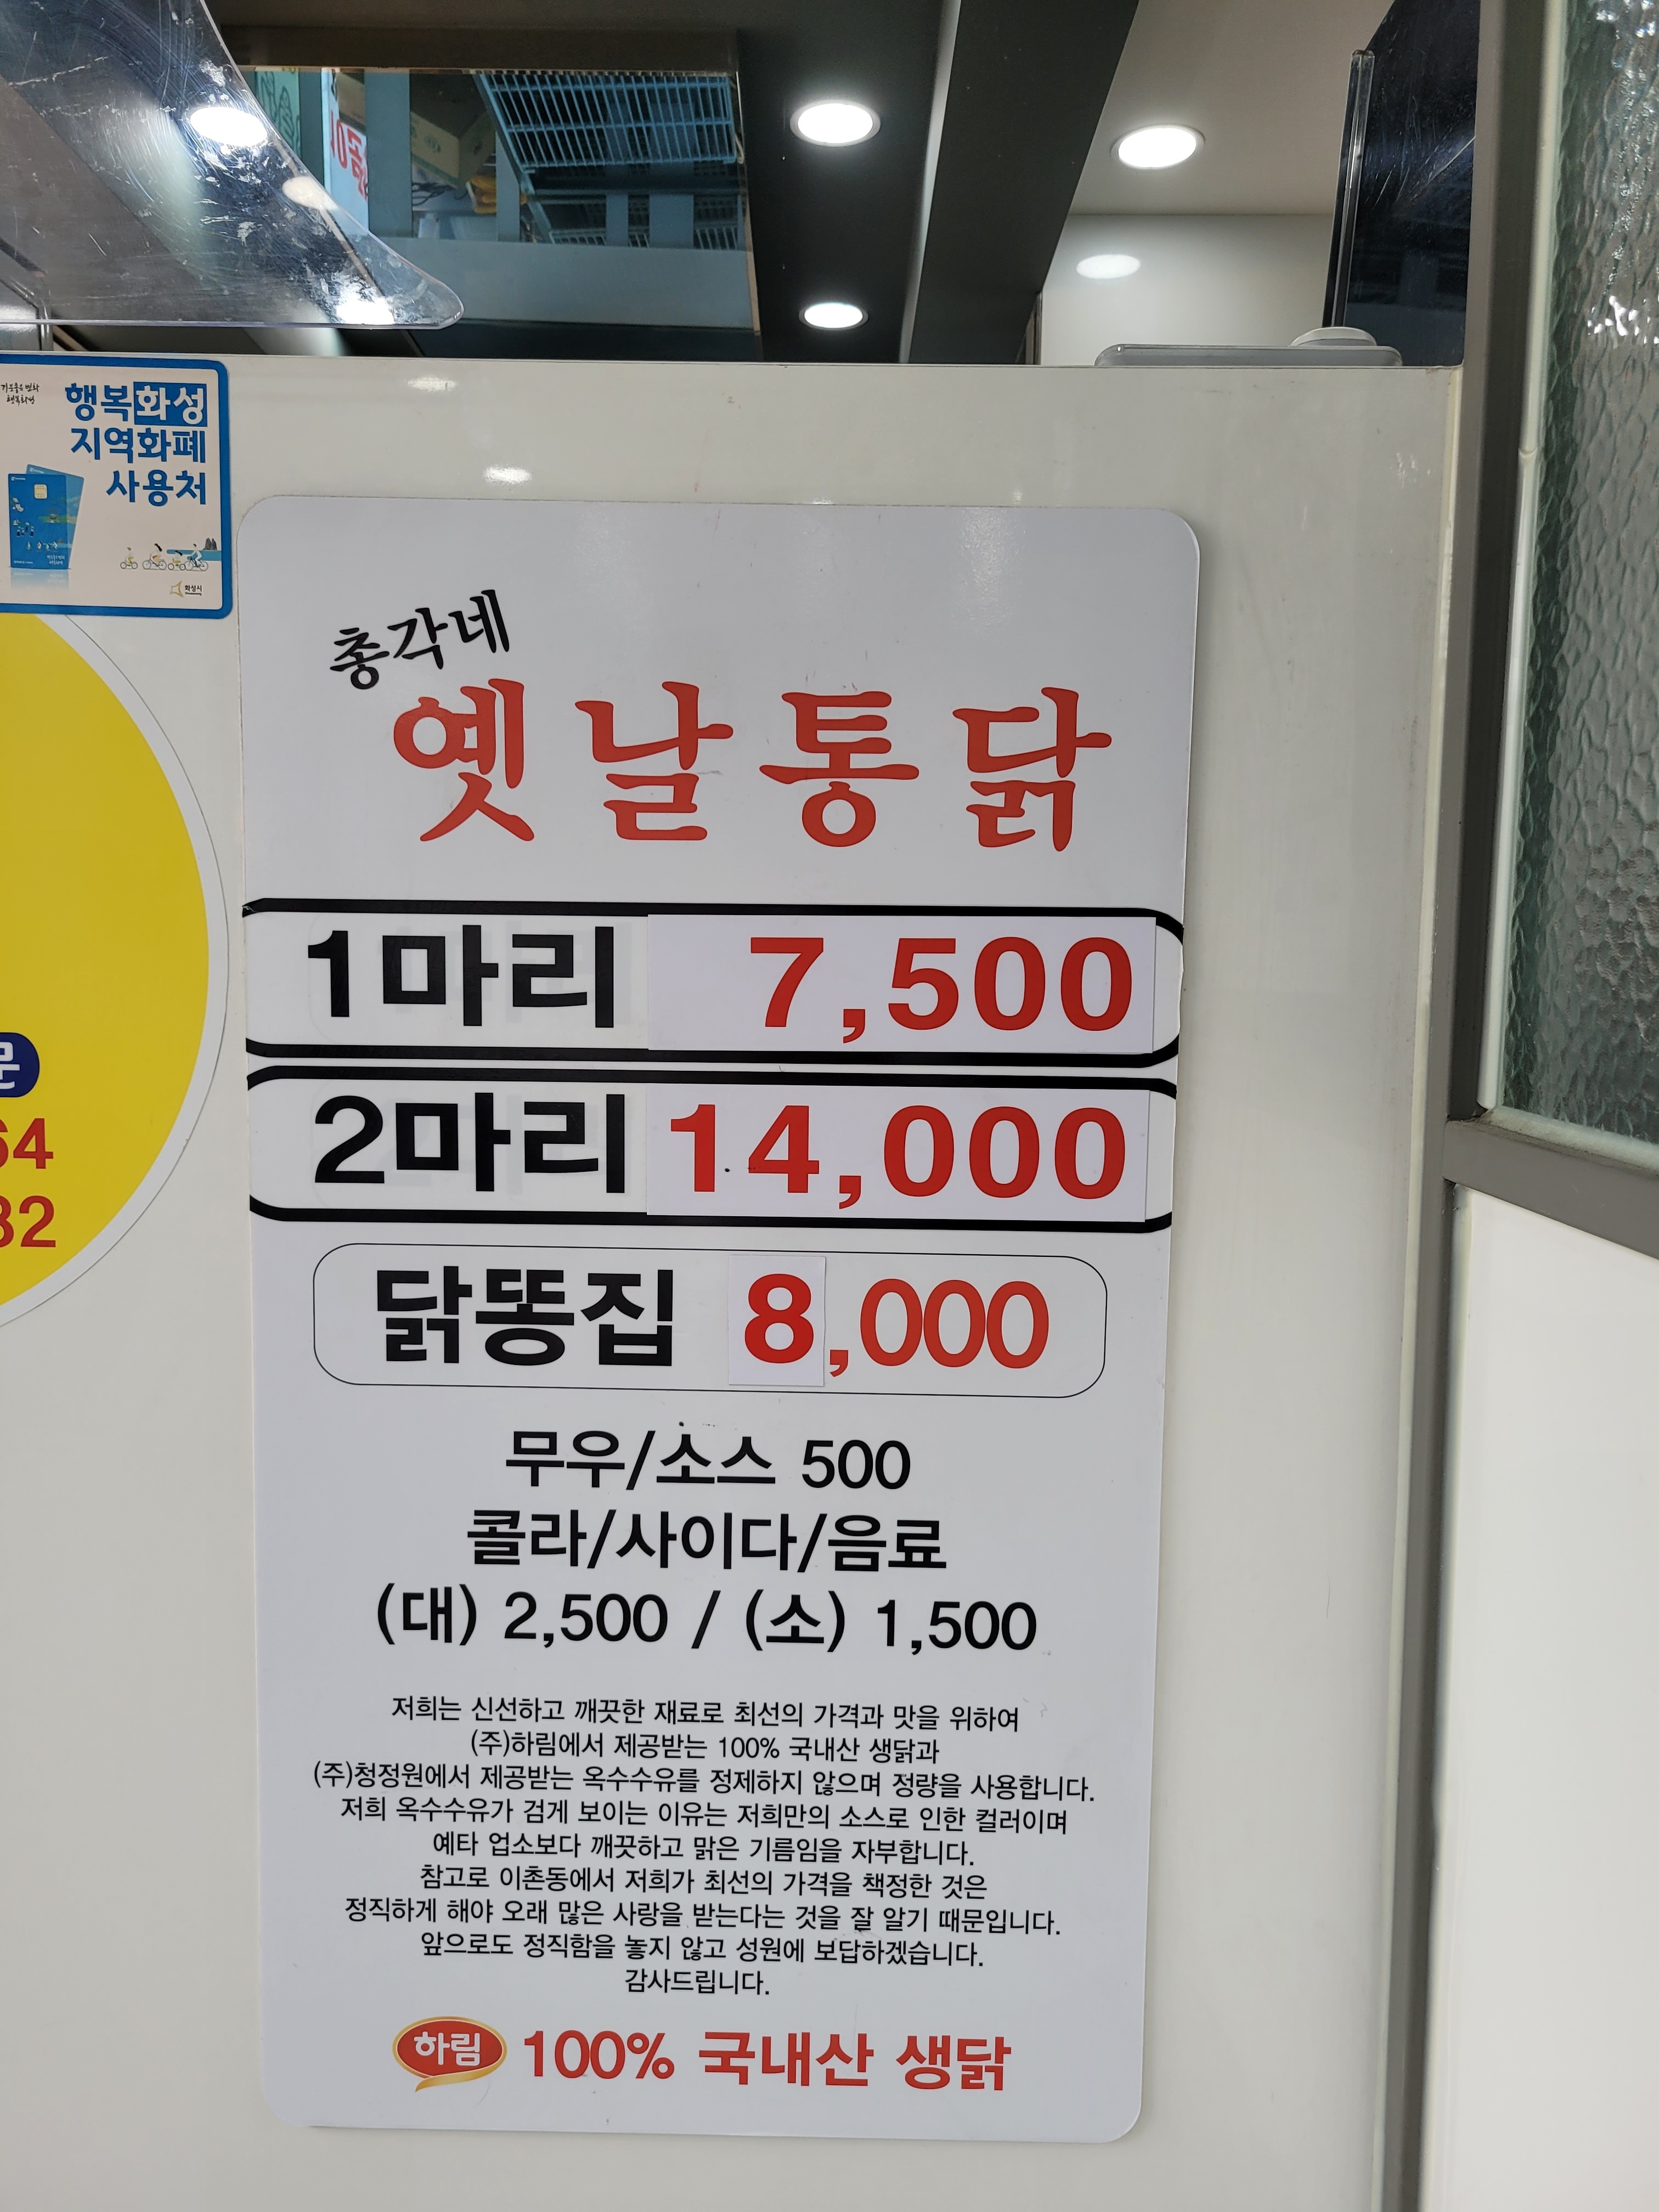 행복화성
지역화폐
사용처
화성시
문
64
82
총각네
옛날통닭
1마리 7,500
2마리 14,000
닭똥집 8,000
무우/소스 500
콜라/사이다/음료
(대) 2,500 / (소) 1,500
저희는 신선하고 깨끗한 재료로 최선의 가격과 맛을 위하여
(주)하림에서 제공받는 100% 국내산 생닭과
(주)청정원에서 제공받는 옥수수유를 정제하지 않으며 정량을 사용합니다.
저희 옥수수유가 검게 보이는 이유는 저희만의 소스로 인한 컬러이며
예타 업소보다 깨끗하고 맑은 기름임을 자부합니다.
참고로 이촌동에서 저희가 최선의 가격을 책정한 것은
정직하게 해야 오래 많은 사랑을 받는다는 것을 잘 알기 때문입니다.
앞으로도 정직함을 놓지 않고 성원에 보답하겠습니다.
감사드립니다.
하림 100% 국내산 생닭